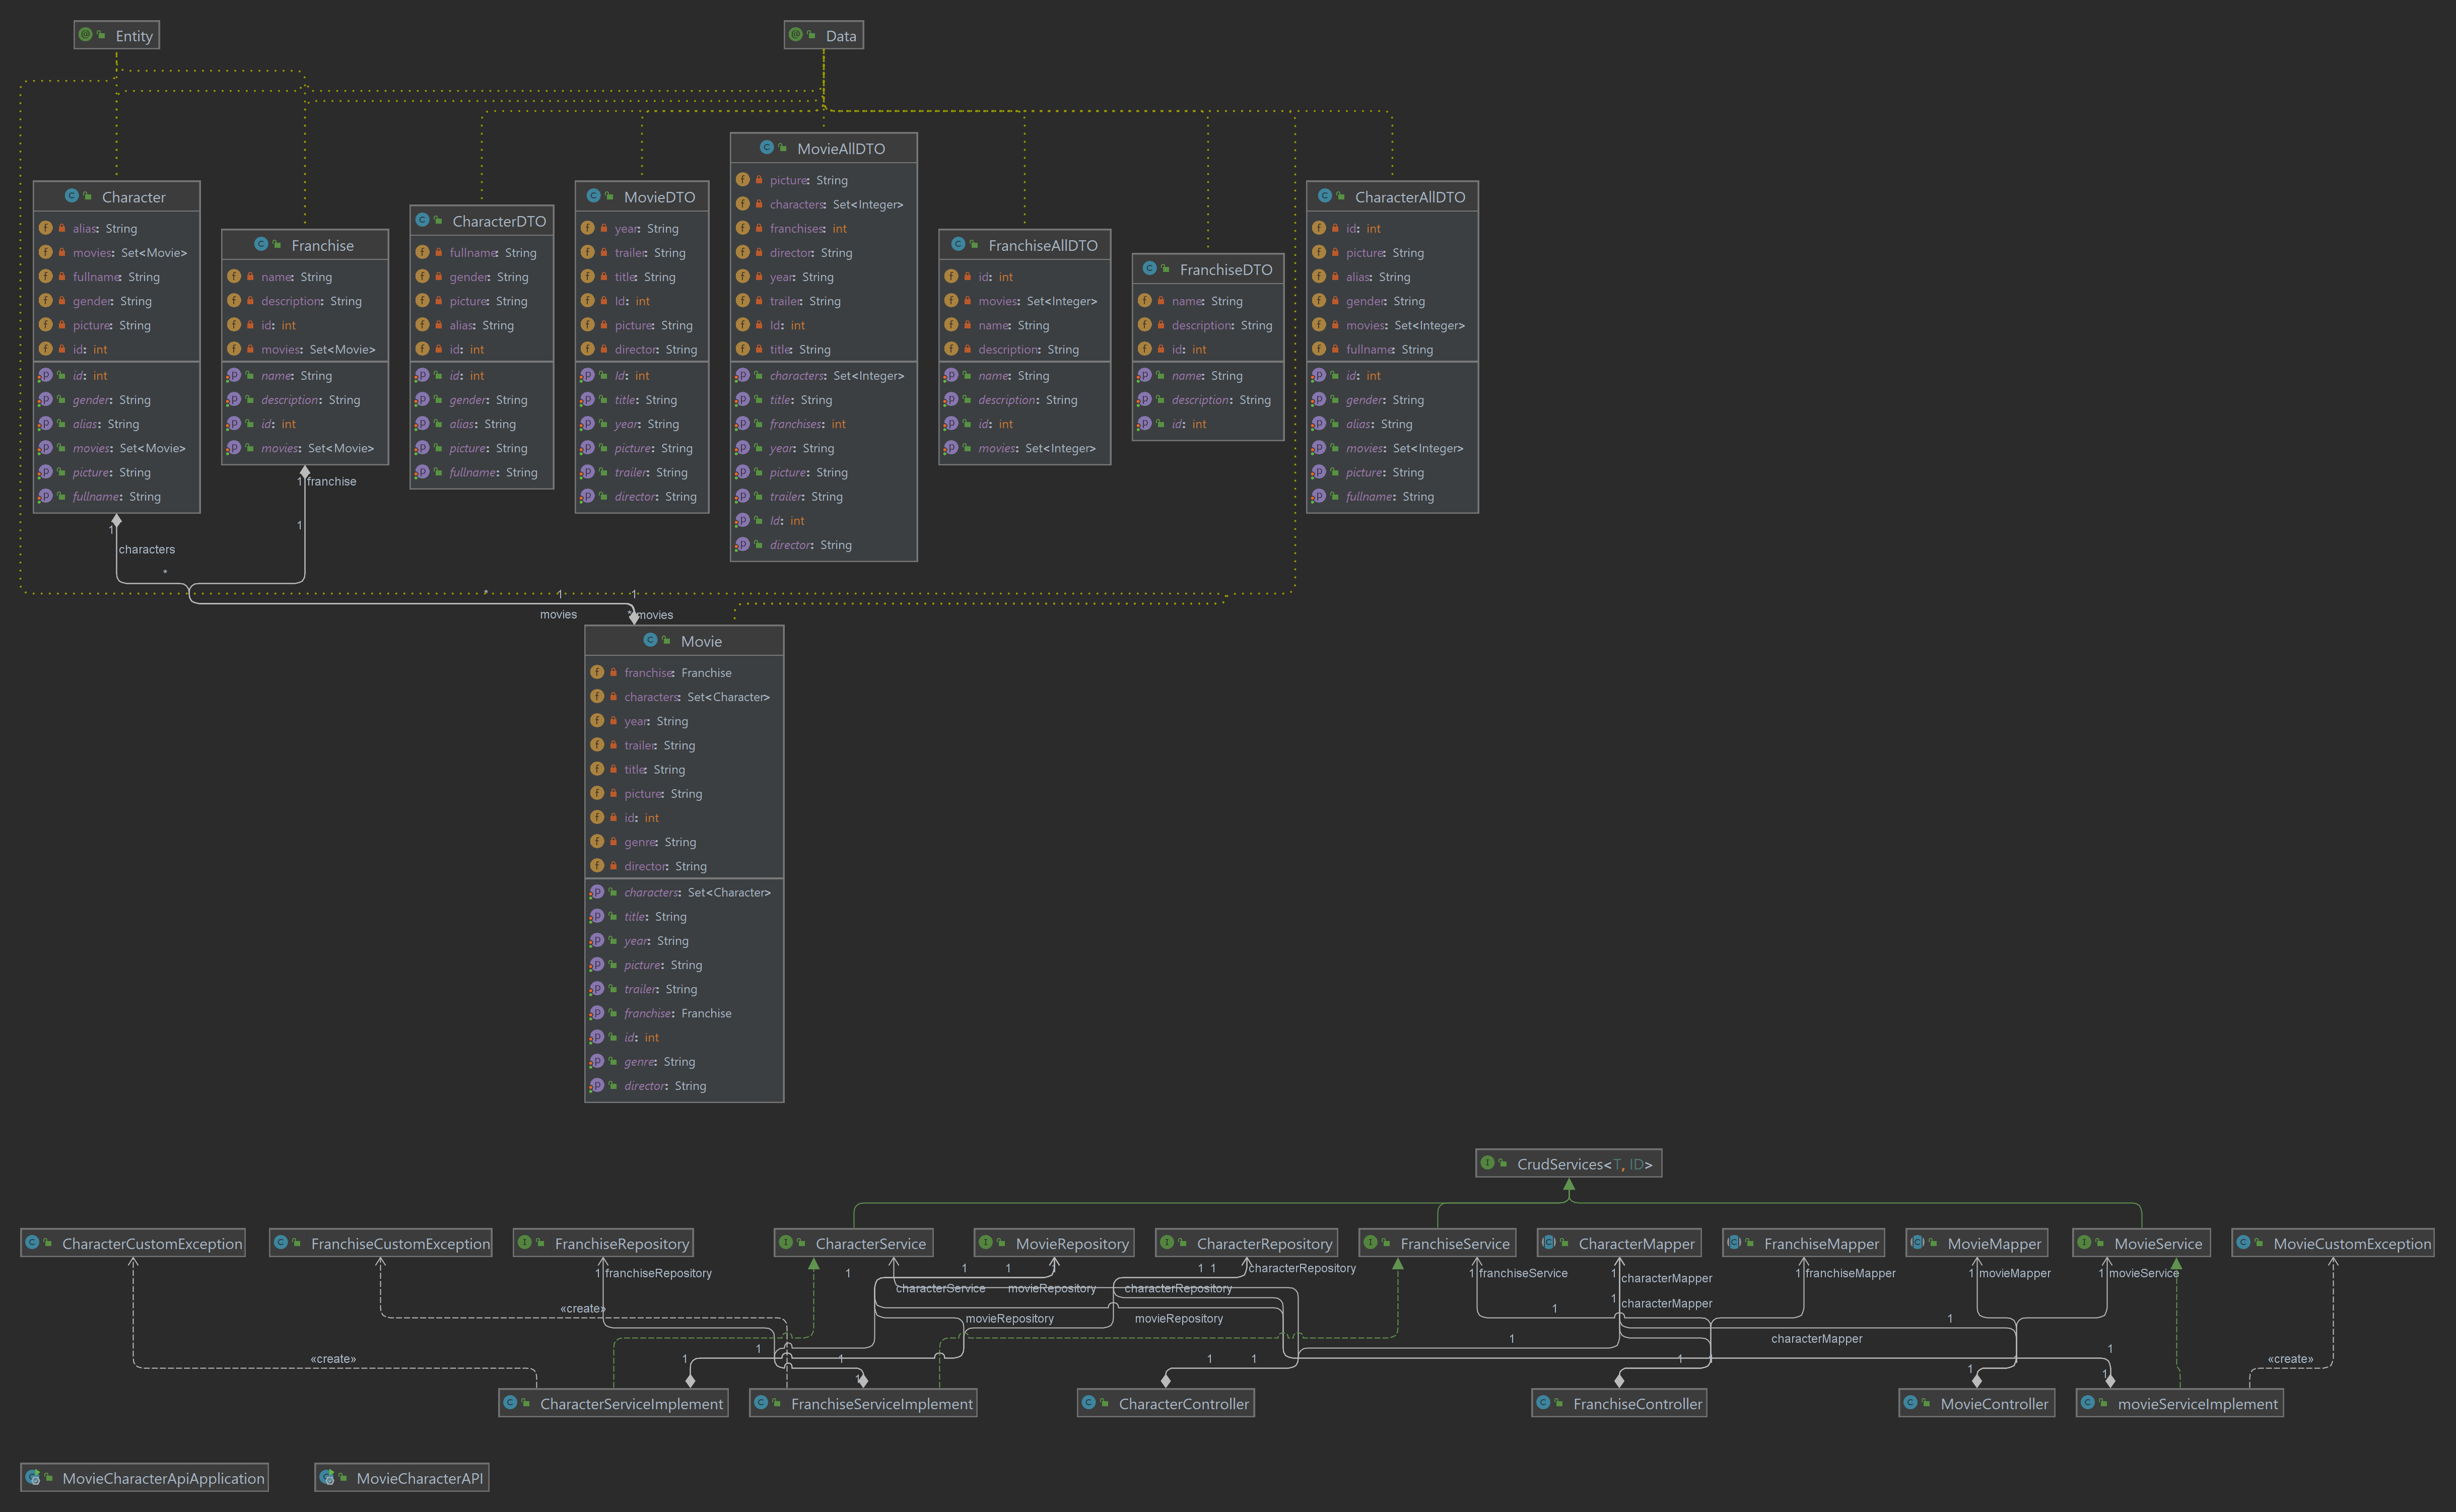 Entity
Data
Character
alias: String
movies: Set<Movie>
fullname: String
gender: String
picture: String
id: int
id: int
gender: String
alias: String
movies: Set<Movie>
picture: String
fullname: String
Franchise
name: String
description: String
id: int
movies: Set<Movie>
name: String
description: String
id: int
movies: Set<Movie>
CharacterDTO
fullname: String
gender: String
picture: String
alias: String
id: int
id: int
gender: String
alias: String
picture: String
fullname: String
MovieDTO
year: String
trailer: String
title: String
Id: int
picture: String
director: String
Id: int
title: String
year: String
picture: String
trailer: String
director: String
MovieAllDTO
picture: String
characters: Set<Integer>
franchises: int
director: String
year: String
trailer: String
Id: int
title: String
characters: Set<Integer>
title: String
franchises: int
year: String
picture: String
trailer: String
Id: int
director: String
FranchiseAllDTO
id: int
movies: Set<Integer>
name: String
description: String
name: String
description: String
id: int
movies: Set<Integer>
FranchiseDTO
name: String
description: String
id: int
name: String
description: String
id: int
CharacterAllDTO
id: int
picture: String
alias: String
gender: String
movies: Set<Integer>
fullname: String
id: int
gender: String
alias: String
movies: Set<Integer>
picture: String
fullname: String
1 franchise
1
1
characters
*
*
1
1
movies
* movies
Movie
franchise: Franchise
characters: Set<Character>
year: String
trailer: String
title: String
picture: String
id: int
genre: String
director: String
characters: Set<Character>
title: String
year: String
picture: String
trailer: String
franchise: Franchise
id: int
genre: String
director: String
CrudServices<T, ID>
CharacterCustomException
FranchiseCustomException
FranchiseRepository
CharacterService
MovieRepository
CharacterRepository
FranchiseService
CharacterMapper
FranchiseMapper
MovieMapper
MovieService
MovieCustomException
1 franchiseRepository
1
1
1
1 1
characterRepository
1 franchiseService
1 characterMapper
1 franchiseMapper
1 movieMapper
1 movieService
characterService
movieRepository
characterRepository
1 characterMapper
«create»
1
movieRepository
movieRepository
1
1
characterMapper
«create»
1
1
1
1
1
1
1
«create»
1
1
1
CharacterServiceImplement
FranchiseServiceImplement
CharacterController
FranchiseController
MovieController
movieServiceImplement
MovieCharacterApiApplication
MovieCharacterAPI